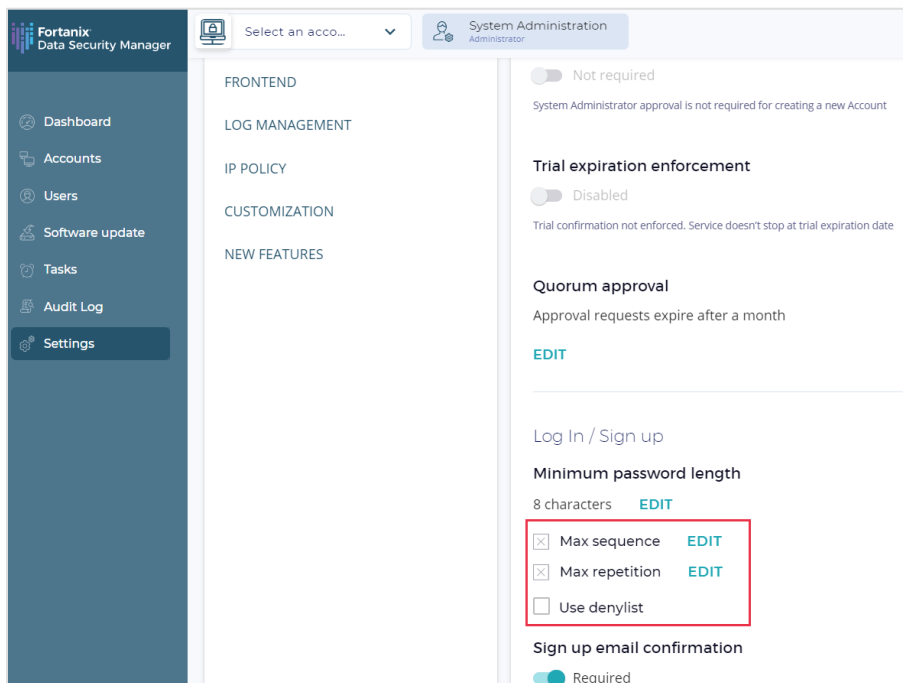 Fortanix®
Data Security Manager
Select an acco...
System Administration
Administrator
Dashboard
Accounts
Users
Software update
Tasks
Audit Log
Settings
FRONTEND
LOG MANAGEMENT
IP POLICY
CUSTOMIZATION
NEW FEATURES
Not required
System Administrator approval is not required for creating a new Account
Trial expiration enforcement
Disabled
Trial confirmation not enforced. Service doesn't stop at trial expiration date
Quorum approval
Approval requests expire after a month
EDIT
Log In / Sign up
Minimum password length
8 characters EDIT
Max sequence EDIT
Max repetition EDIT
Use denylist
Sign up email confirmation
Required